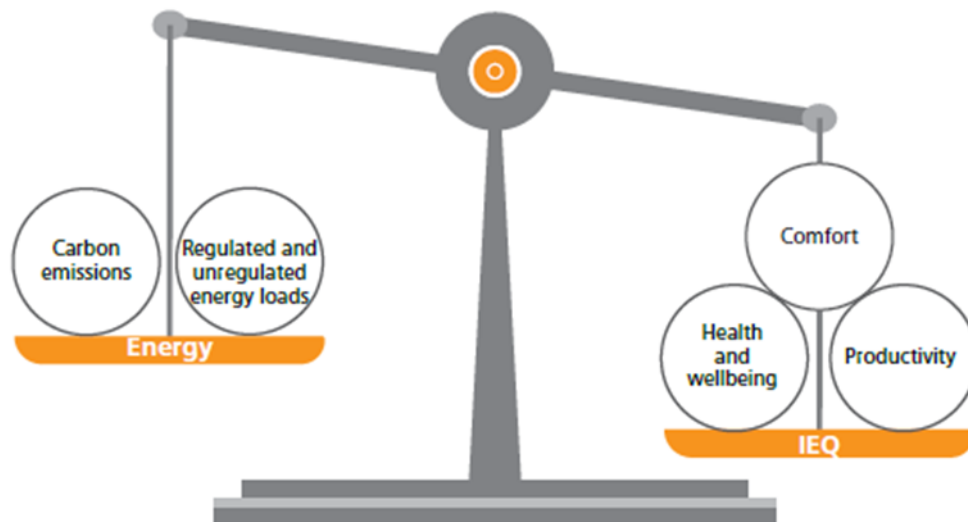 Carbon
emissions
Regulated and
unregulated
energy loads
Energy
Comfort
Health
and
wellbeing
Productivity
IEQ